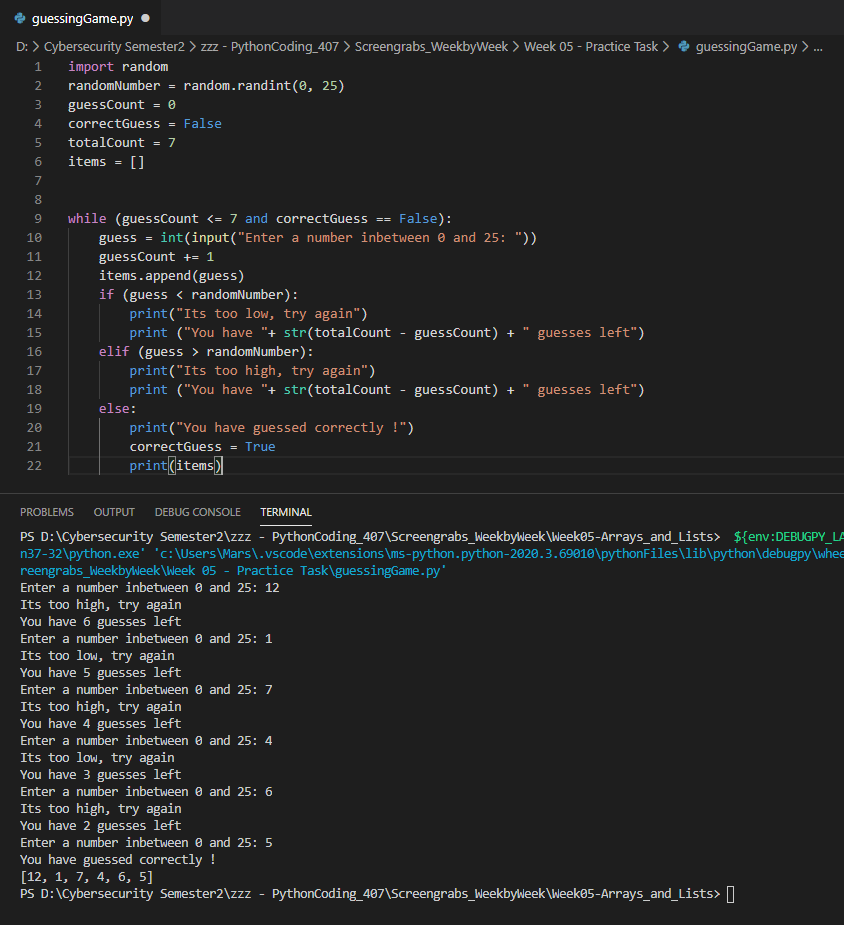 guessingGame.py
D: > Cybersecurity Semester2 > zzz - PythonCoding_407 > Screengrabs_WeekbyWeek > Week 05 - Practice Task > guessingGame.py > ...
1 import random
2 randomNumber = random.randint(0, 25)
3 guessCount = 0
4 correctGuess = False
5 totalCount = 7
6 items = []
7
8
9 while (guessCount <= 7 and correctGuess == False):
10     guess = int(input("Enter a number inbetween 0 and 25: "))
11     guessCount += 1
12     items.append(guess)
13     if (guess < randomNumber):
14         print("Its too low, try again")
15         print ("You have "+ str(totalCount - guessCount) + " guesses left")
16     elif (guess > randomNumber):
17         print("Its too high, try again")
18         print ("You have "+ str(totalCount - guessCount) + " guesses left")
19     else:
20         print("You have guessed correctly !")
21         correctGuess = True
22         print(items)
PROBLEMS OUTPUT DEBUG CONSOLE TERMINAL
PS D:\Cybersecurity Semester2\zzz - PythonCoding_407\Screengrabs_WeekbyWeek\Week05-Arrays_and_Lists>  ${env:DEBUGPY_LA
n37-32\python.exe' 'c:\Users\Mars\.vscode\extensions\ms-python.python-2020.3.69010\pythonFiles\lib\python\debugpy\whee
reengrabs_WeekbyWeek\Week 05 - Practice Task\guessingGame.py'
Enter a number inbetween 0 and 25: 12
Its too high, try again
You have 6 guesses left
Enter a number inbetween 0 and 25: 1
Its too low, try again
You have 5 guesses left
Enter a number inbetween 0 and 25: 7
Its too high, try again
You have 4 guesses left
Enter a number inbetween 0 and 25: 4
Its too low, try again
You have 3 guesses left
Enter a number inbetween 0 and 25: 6
Its too high, try again
You have 2 guesses left
Enter a number inbetween 0 and 25: 5
You have guessed correctly !
[12, 1, 7, 4, 6, 5]
PS D:\Cybersecurity Semester2\zzz - PythonCoding_407\Screengrabs_WeekbyWeek\Week05-Arrays_and_Lists>